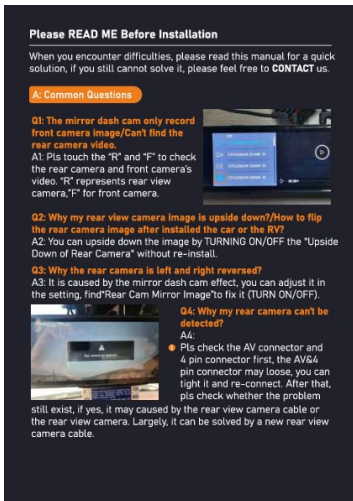 Please READ ME Before Installation
When you encounter difficulties, please read this manual for a quick
solution, if you still cannot solve it, please feel free to CONTACT us.
A: Common Questions
Q1: The mirror dash cam only record
front camera image/Can't find the
rear camera video.
A1: Pls touch the “R” and “F” to check
the rear camera and front camera's
video. “R” represents rear view
camera,“F” for front camera.
Q2: Why my rear view camera image is upside down?/How to flip
the rear camera image after installed the car or the RV?
A2: You can upside down the image by TURNING ON/OFF the "Upside
Down of Rear Camera" without re-install.
Q3: Why the rear camera is left and right reversed?
A3: It is caused by the mirror dash cam effect, you can adjust it in
the setting, find"Rear Cam Mirror Image"to fix it (TURN ON/OFF).
Q4: Why my rear camera can't be
detected?
A4:
Pls check the AV connector and
4 pin connector first, the AV&4
pin connector may loose, you can
tight it and re-connect. After that,
pls check whether the problem
still exist, if yes, it may caused by the rear view camera cable or
the rear view camera. Largely, it can be solved by a new rear view
camera cable.